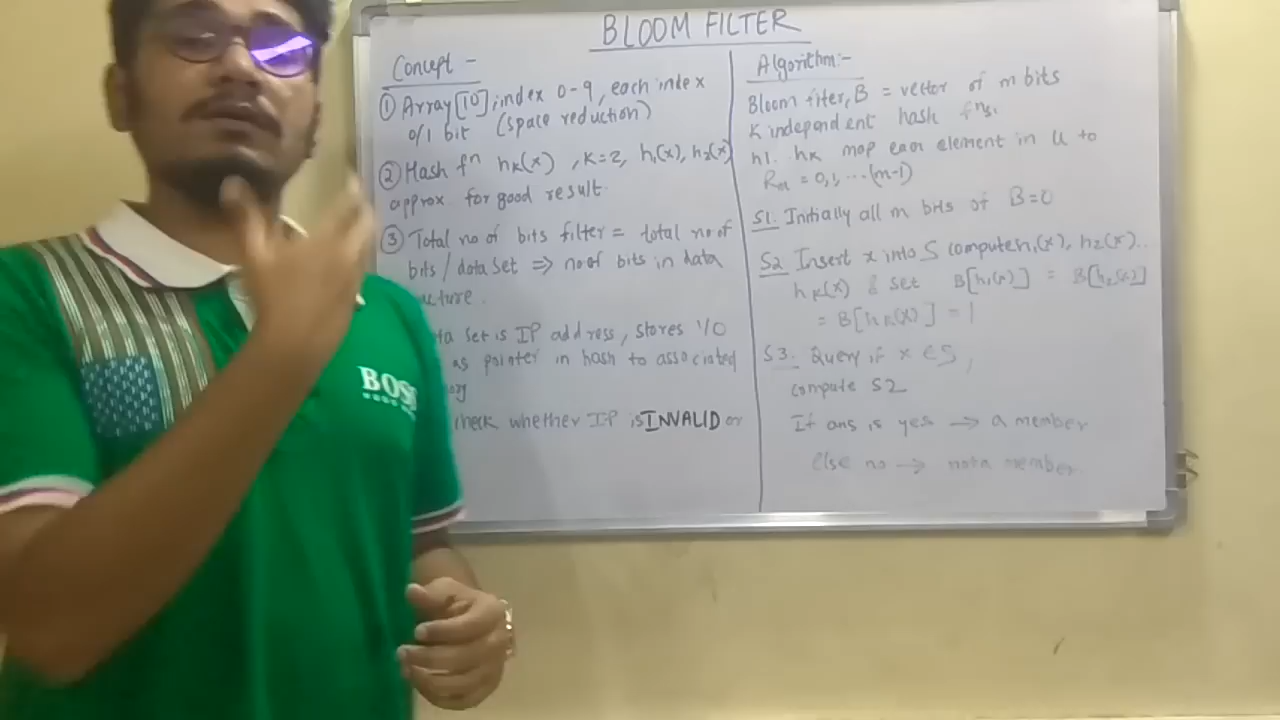 BLOOM FILTER
Concept -
① Array[10], index 0-9, each index
0/1 bit (space reduction)
② Hash fⁿ hₖ(x) , K=2, h₁(x), h₂(x)
approx. for good result.
③ Total no of bits filter = total no of
bits / data set ⇒ no of bits in data
cture.
ta set is IP address, stores 1/0
as pointer in hash to associated
check whether IP is INVALID or
Algorithm:-
Bloom fiter, B = vector of m bits
K independent hash fⁿs.
h1. hₖ map each element in U to
= 0,1, ... (m-1)
S1. Initially all m bits of B=0
S2 Insert x into S compute h₁(x), h₂(x)..
hₖ(x) & set B[h₁(x)] = B[h₂(x)]
= B[hₖ(x)] = 1
S3. Query if x ∈ S,
compute S2
If ans is yes → a member
Else no → not a member.
BOSS